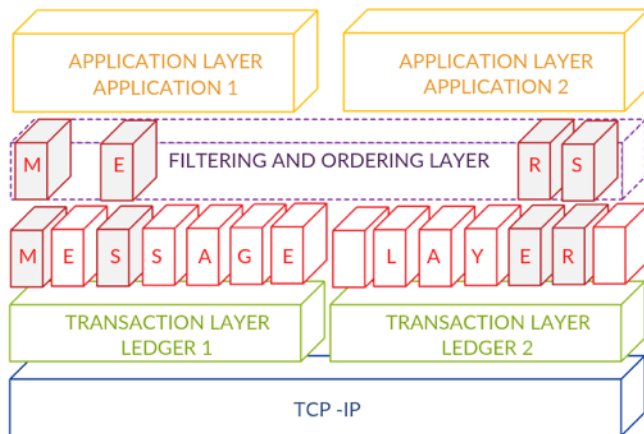 APPLICATION LAYER
APPLICATION 1
APPLICATION LAYER
APPLICATION 2
M E FILTERING AND ORDERING LAYER R S
M E S S A G E L A Y E R
TRANSACTION LAYER
LEDGER 1
TRANSACTION LAYER
LEDGER 2
TCP -IP